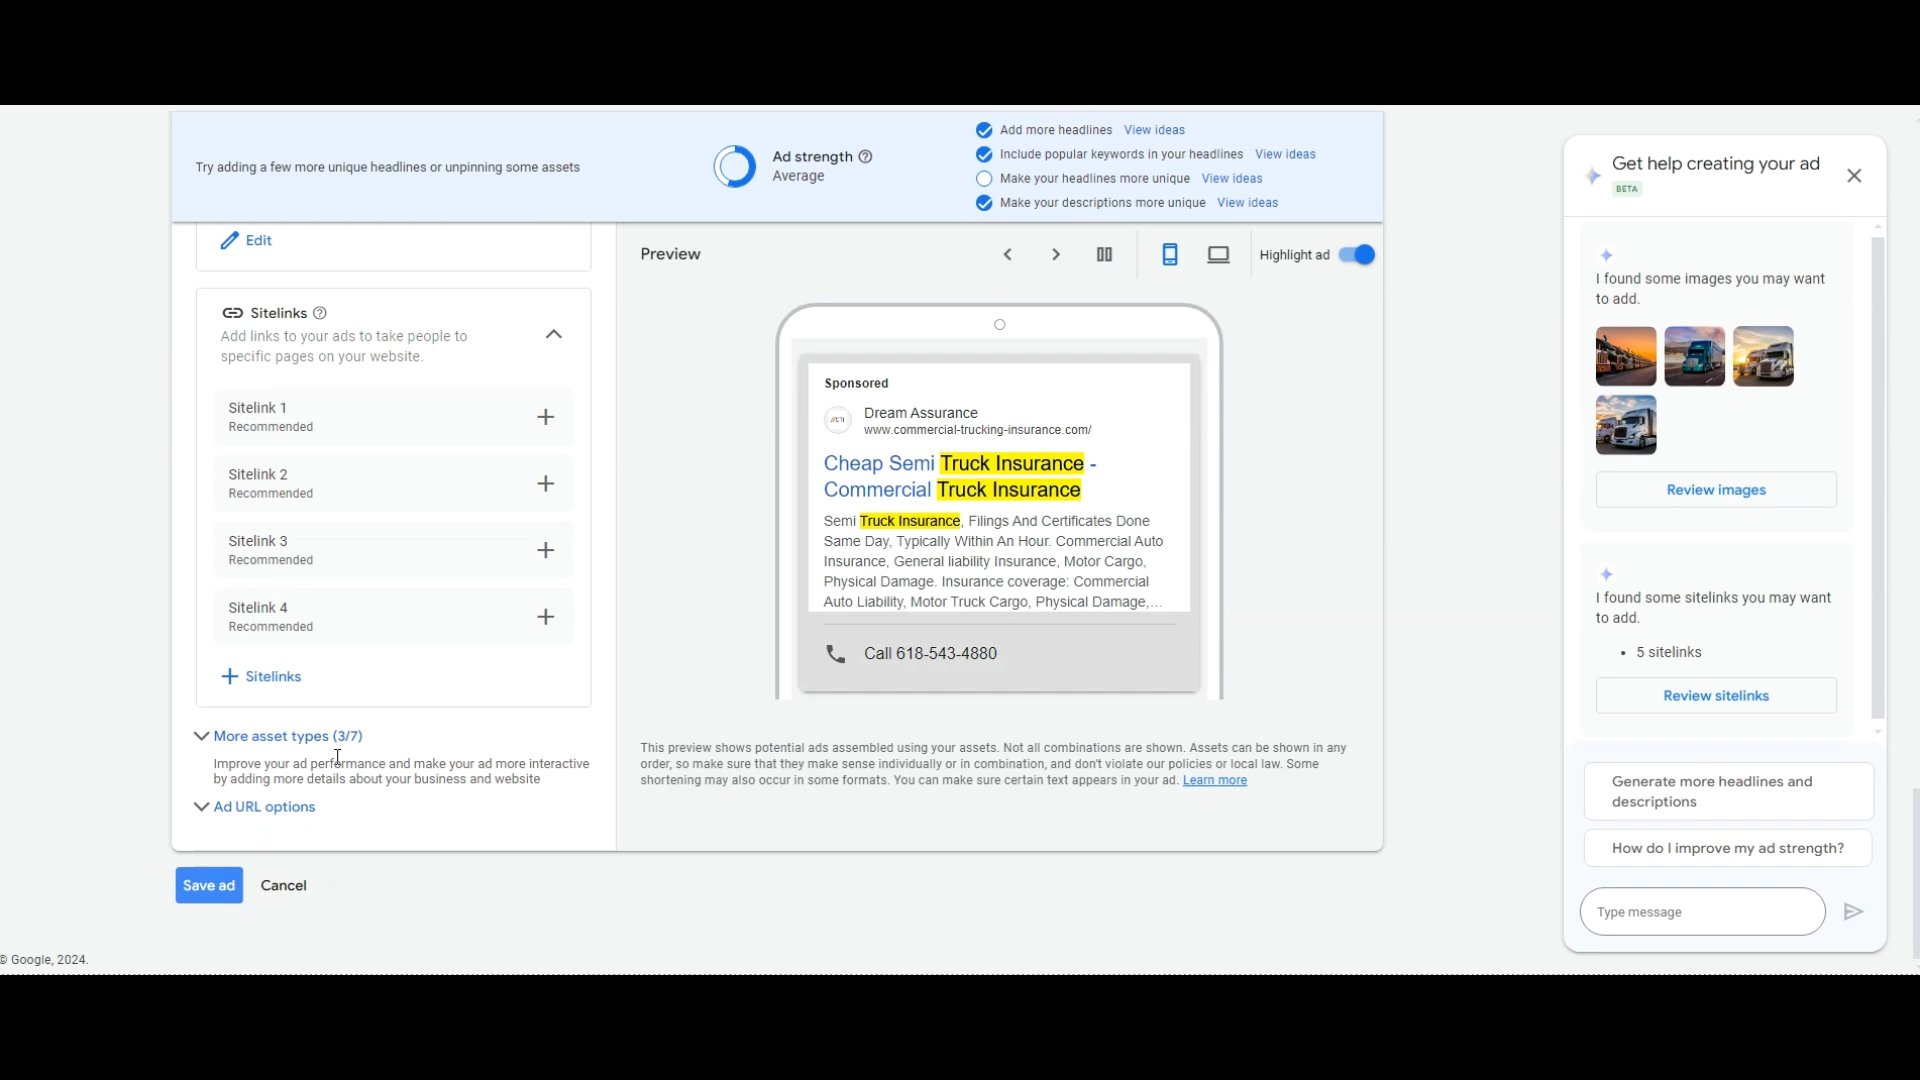 Try adding a few more unique headlines or unpinning some assets
Ad strength
Average
Add more headlines View ideas
Include popular keywords in your headlines View ideas
Make your headlines more unique View ideas
Make your descriptions more unique View ideas
Edit
Sitelinks
Add links to your ads to take people to
specific pages on your website.
Sitelink 1
Recommended
Sitelink 2
Recommended
Sitelink 3
Recommended
Sitelink 4
Recommended
Sitelinks
More asset types (3/7)
Improve your ad performance and make your ad more interactive
by adding more details about your business and website
Ad URL options
Save ad Cancel
© Google, 2024.
Preview
Highlight ad
Sponsored
Dream Assurance
www.commercial-trucking-insurance.com/
Cheap Semi Truck Insurance -
Commercial Truck Insurance
Semi Truck Insurance, Filings And Certificates Done
Same Day, Typically Within An Hour. Commercial Auto
Insurance, General liability Insurance, Motor Cargo,
Physical Damage. Insurance coverage: Commercial
Auto Liability, Motor Truck Cargo, Physical Damage,...
Call 618-543-4880
This preview shows potential ads assembled using your assets. Not all combinations are shown. Assets can be shown in any
order, so make sure that they make sense individually or in combination, and don't violate our policies or local law. Some
shortening may also occur in some formats. You can make sure certain text appears in your ad. Learn more
Get help creating your ad
BETA
I found some images you may want
to add.
Review images
I found some sitelinks you may want
to add.
• 5 sitelinks
Review sitelinks
Generate more headlines and
descriptions
How do I improve my ad strength?
Type message